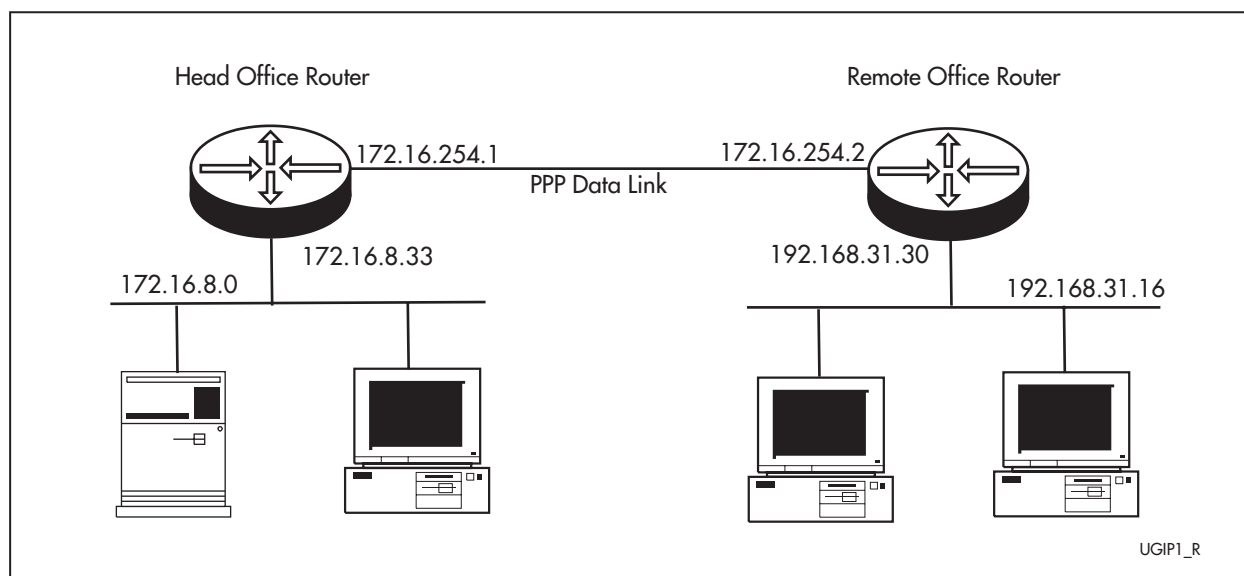 Head Office Router
Remote Office Router
172.16.254.1
172.16.254.2
PPP Data Link
172.16.8.33
192.168.31.30
172.16.8.0
192.168.31.16
UGIP1_R